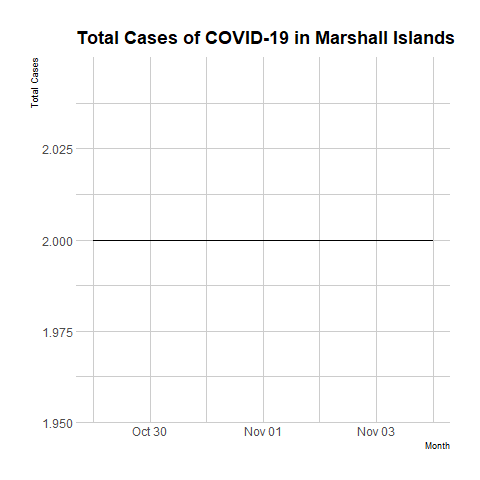 Total Cases of COVID-19 in Marshall Islands
Total Cases
2.025
2.000
1.975
1.950
Oct 30
Nov 01
Nov 03
Month